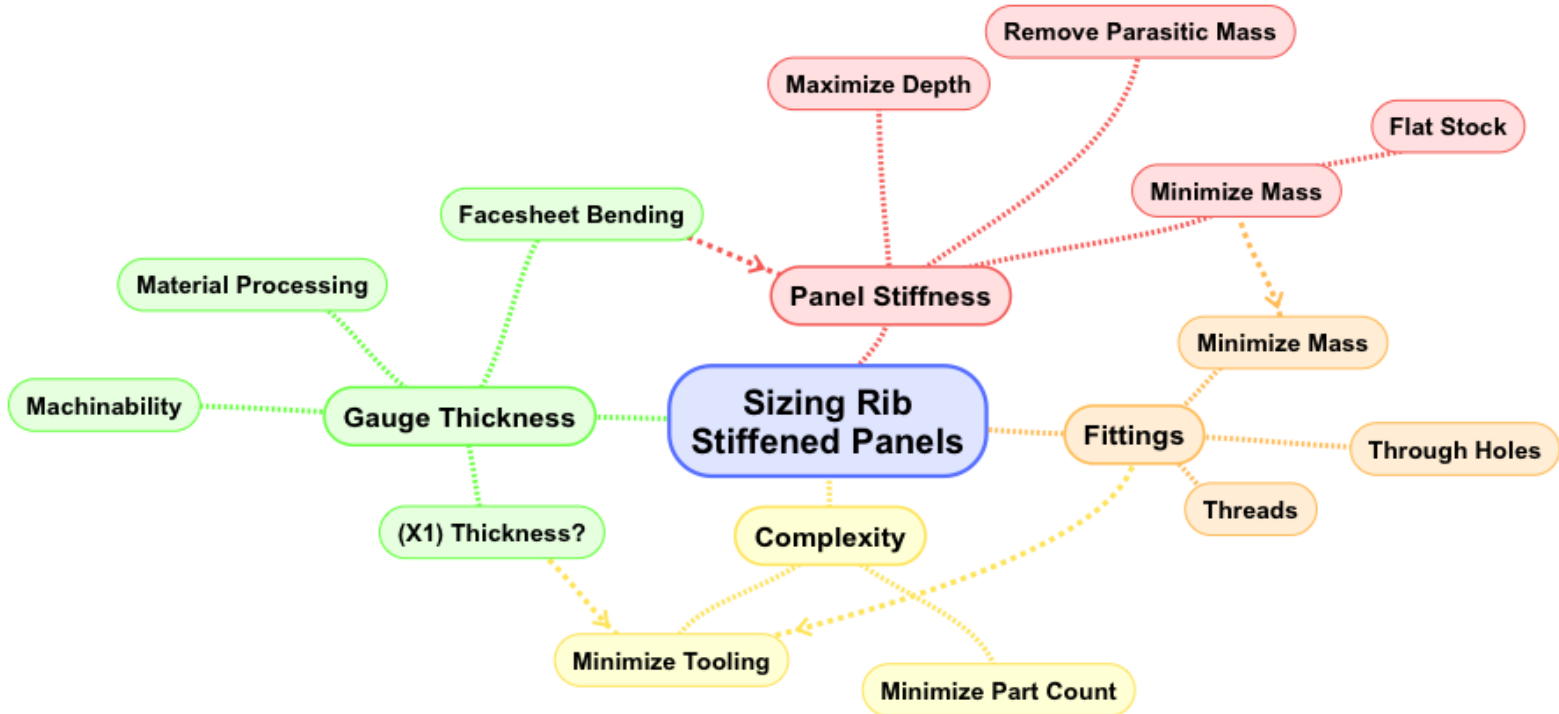 Remove Parasitic Mass
Maximize Depth
Flat Stock
Minimize Mass
Facesheet Bending
Material Processing
Panel Stiffness
Minimize Mass
Machinability
Gauge Thickness
Sizing Rib
Stiffened Panels
Fittings
Through Holes
Threads
(X1) Thickness?
Complexity
Minimize Tooling
Minimize Part Count